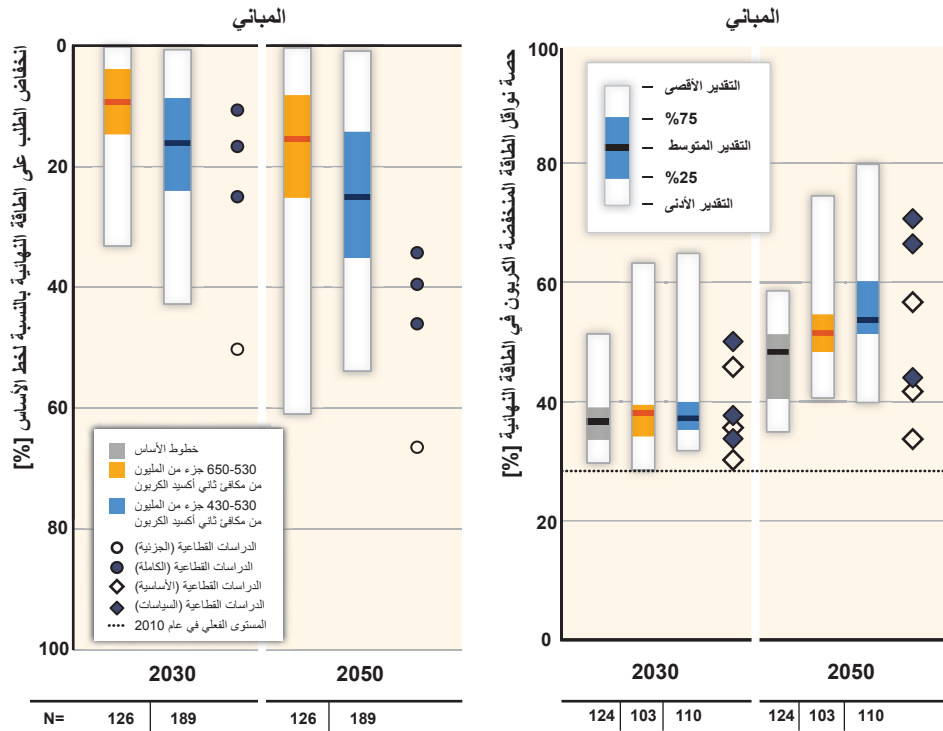 المباني
انخفاض الطلب على الطاقة النهائية بالنسبة لخط الأساس [%]
0
20
40
60
80
100
خطوط الأساس
530-650 جزء من المليون
من مكافئ ثاني أكسيد الكربون
430-530 جزء من المليون
من مكافئ ثاني أكسيد الكربون
الدراسات القطاعية (الجزئية)
الدراسات القطاعية (الكاملة)
الدراسات القطاعية (الأساسية)
الدراسات القطاعية (السياسات)
المستوى الفعلي في عام 2010
2030 2050
N= 126 189 126 189
المباني
حصة نواقل الطاقة المنخفضة الكربون في الطاقة النهائية [%]
100
80
60
40
20
0
التقدير الأقصى
%75
التقدير المتوسط
%25
التقدير الأدنى
2030 2050
124 103 110 124 103 110